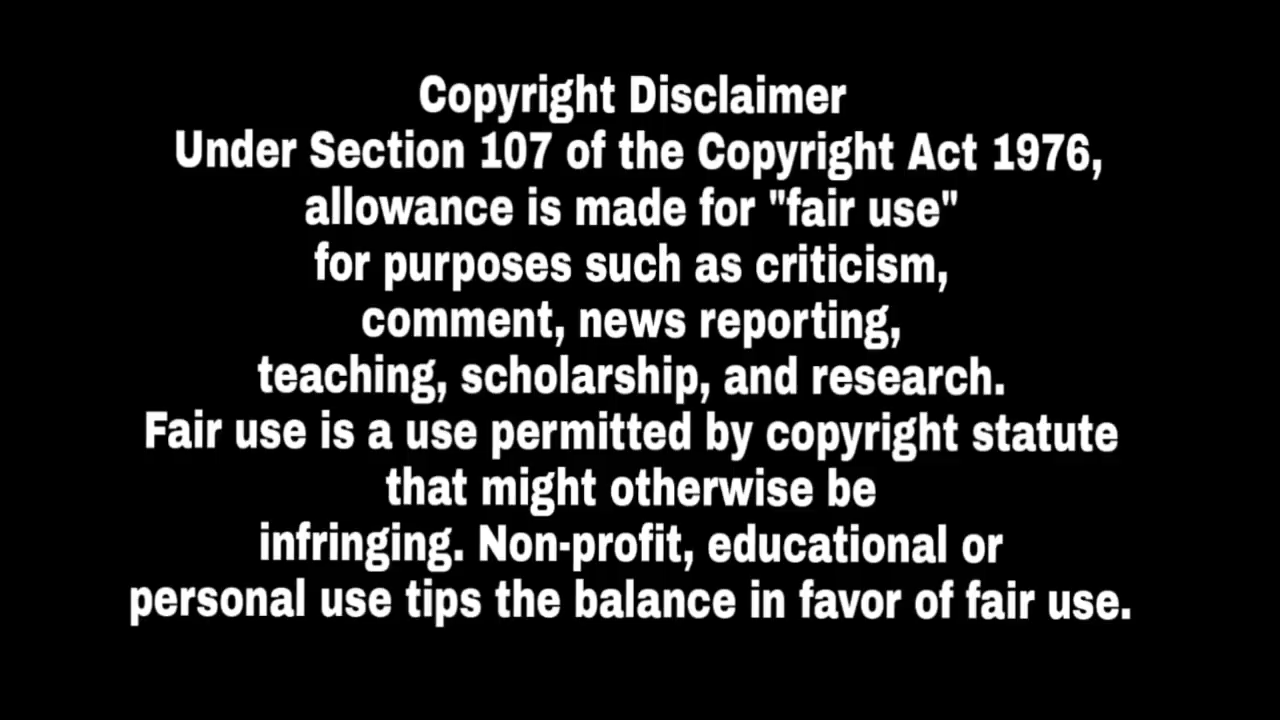 Copyright Disclaimer
Under Section 107 of the Copyright Act 1976,
allowance is made for "fair use"
for purposes such as criticism,
comment, news reporting,
teaching, scholarship, and research.
Fair use is a use permitted by copyright statute
that might otherwise be
infringing. Non-profit, educational or
personal use tips the balance in favor of fair use.